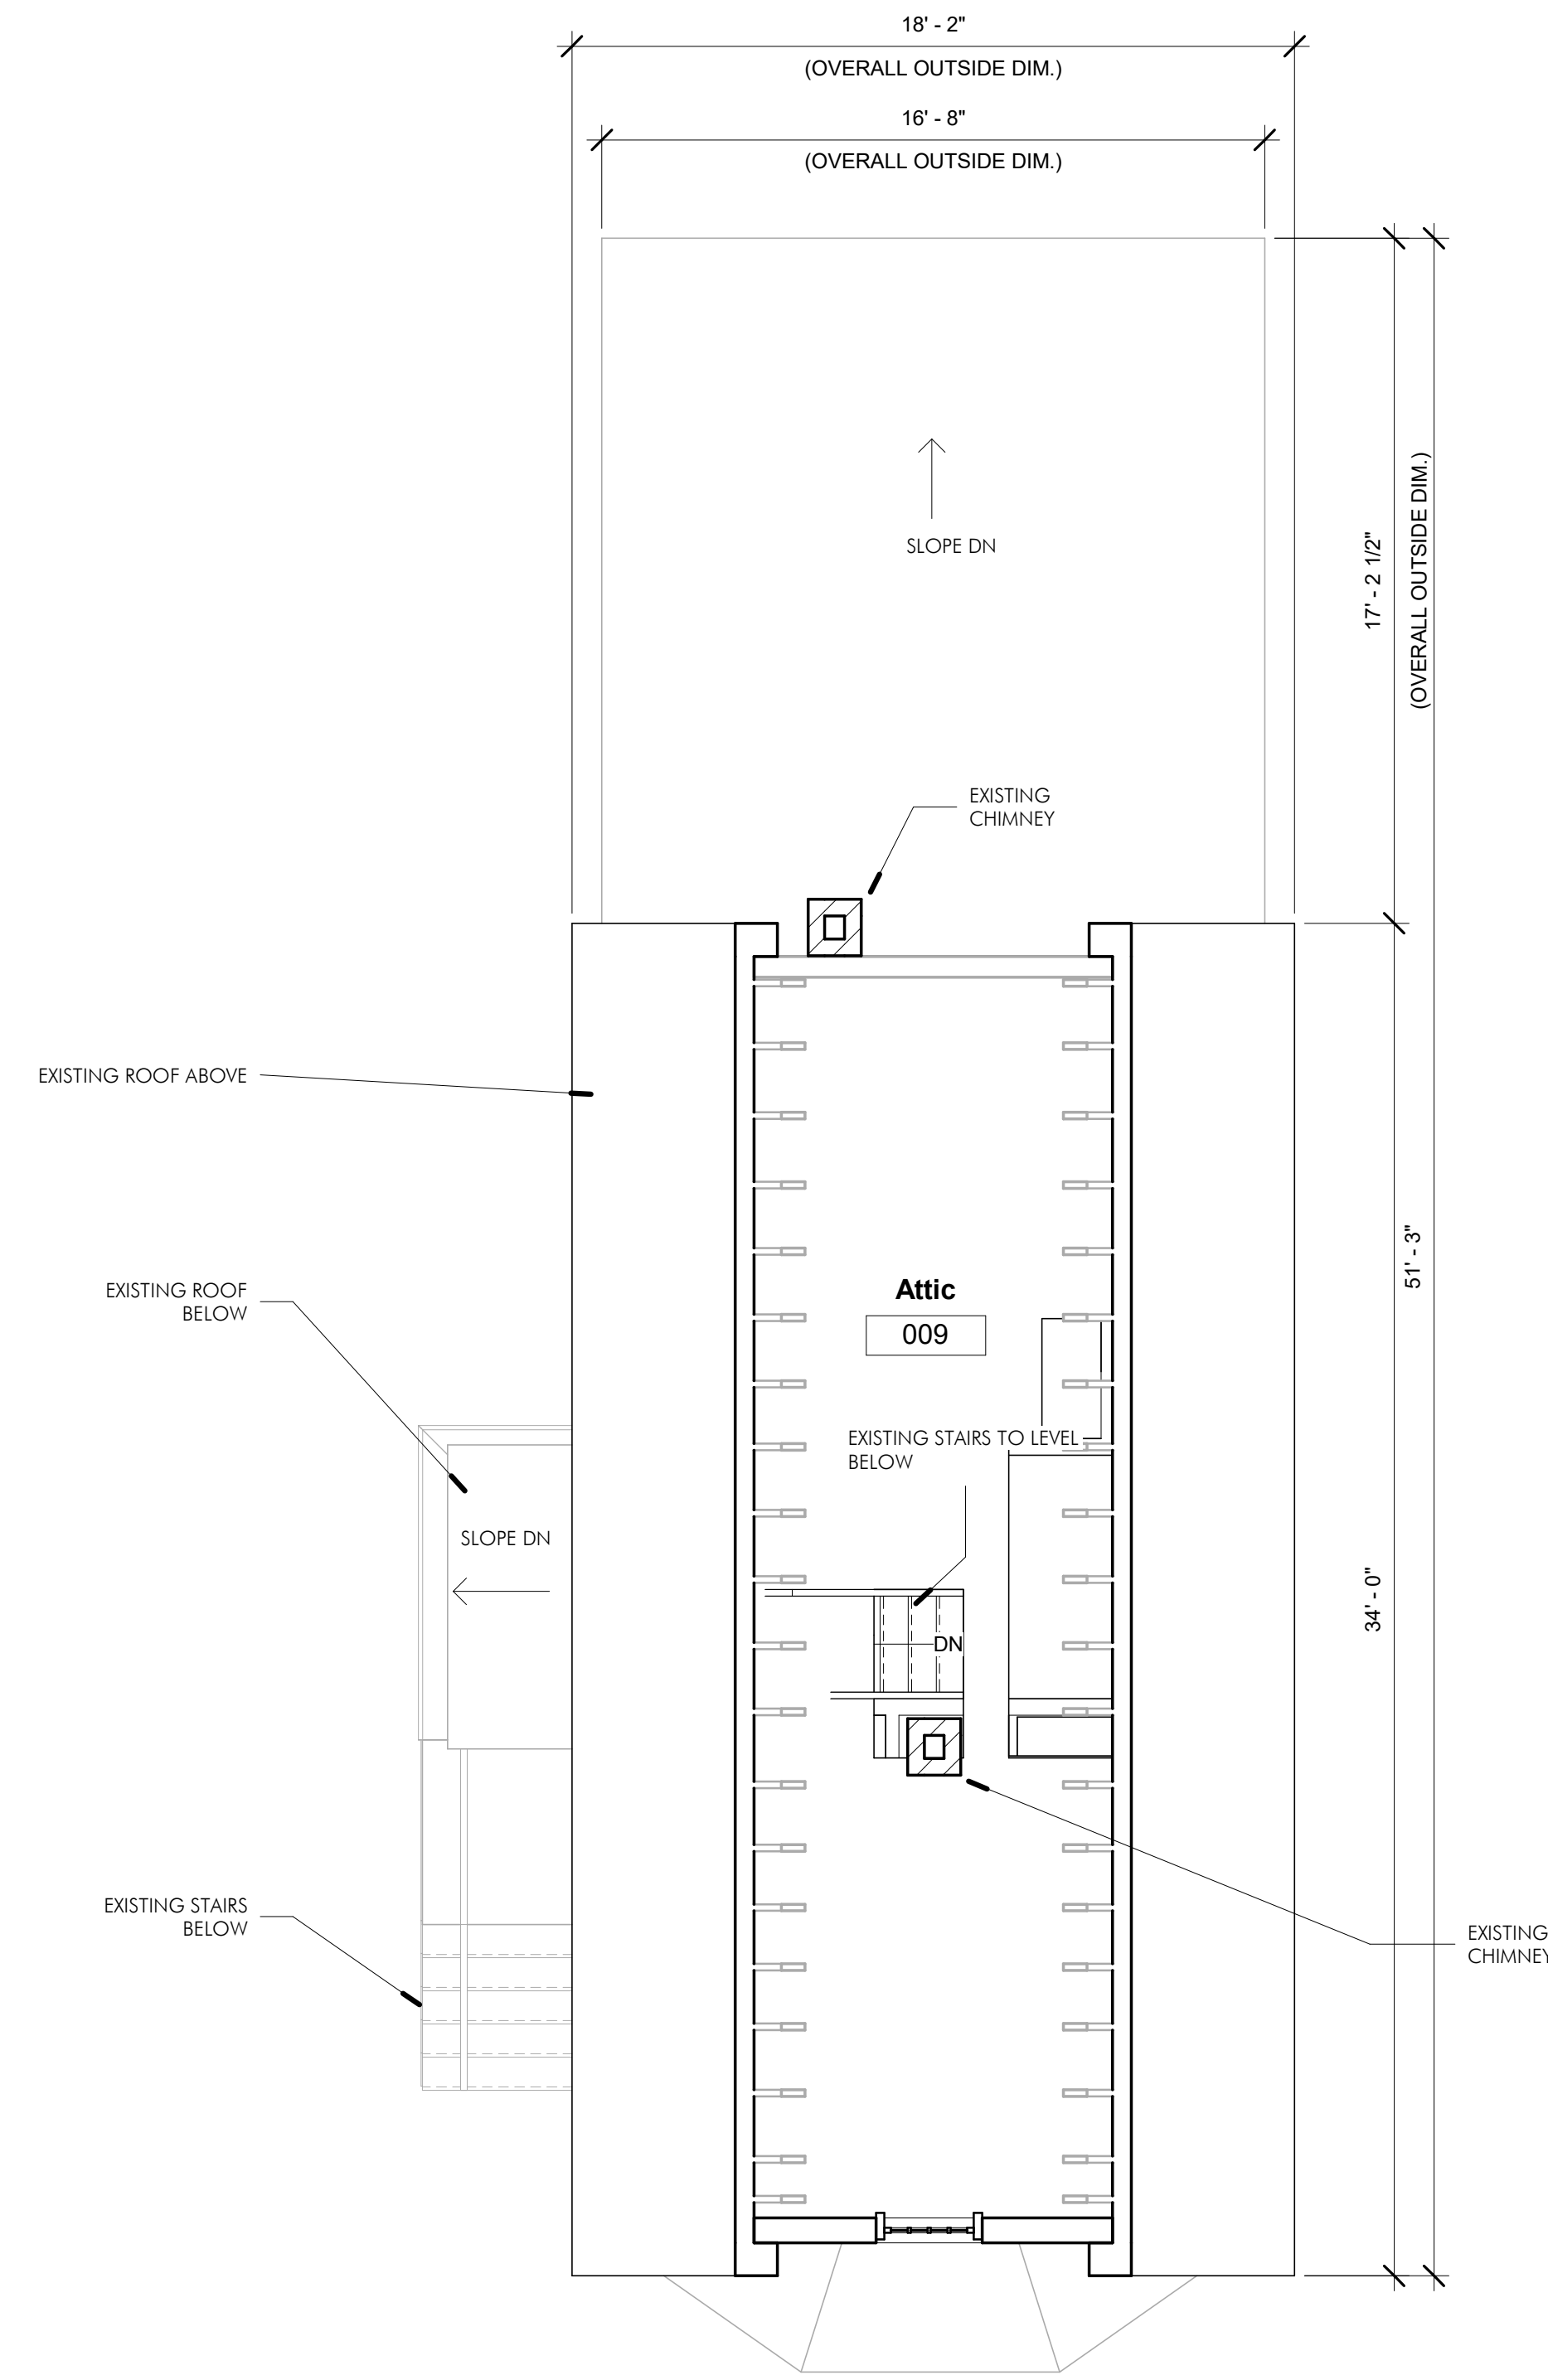 18' - 2"
(OVERALL OUTSIDE DIM.)
16' - 8"
(OVERALL OUTSIDE DIM.)
17' - 2 1/2"
(OVERALL OUTSIDE DIM.)
SLOPE DN
EXISTING
CHIMNEY
EXISTING ROOF ABOVE
51' - 3"
Attic
009
EXISTING ROOF
BELOW
EXISTING STAIRS TO LEVEL
BELOW
SLOPE DN
34' - 0"
DN
EXISTING STAIRS
BELOW
EXISTING
CHIMNEY